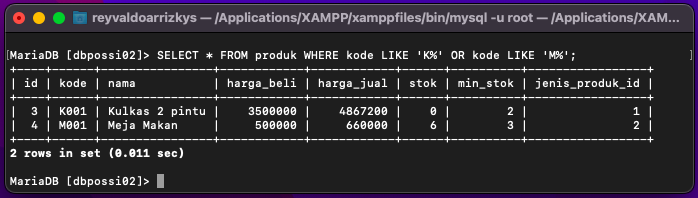 reyvaldoarrizkys — /Applications/XAMPP/xamppfiles/bin/mysql -u root — /Applications/XAM...
[MariaDB [dbpossi02]> SELECT * FROM produk WHERE kode LIKE 'K%' OR kode LIKE 'M%';
+----+------+----------------+------------+------------+------+----------+-----------------+
| id | kode | nama           | harga_beli | harga_jual | stok | min_stok | jenis_produk_id |
+----+------+----------------+------------+------------+------+----------+-----------------+
|  3 | K001 | Kulkas 2 pintu |    3500000 |    4867200 |    0 |        2 |               1 |
|  4 | M001 | Meja Makan     |     500000 |     660000 |    6 |        3 |               2 |
+----+------+----------------+------------+------------+------+----------+-----------------+
2 rows in set (0.011 sec)
MariaDB [dbpossi02]>